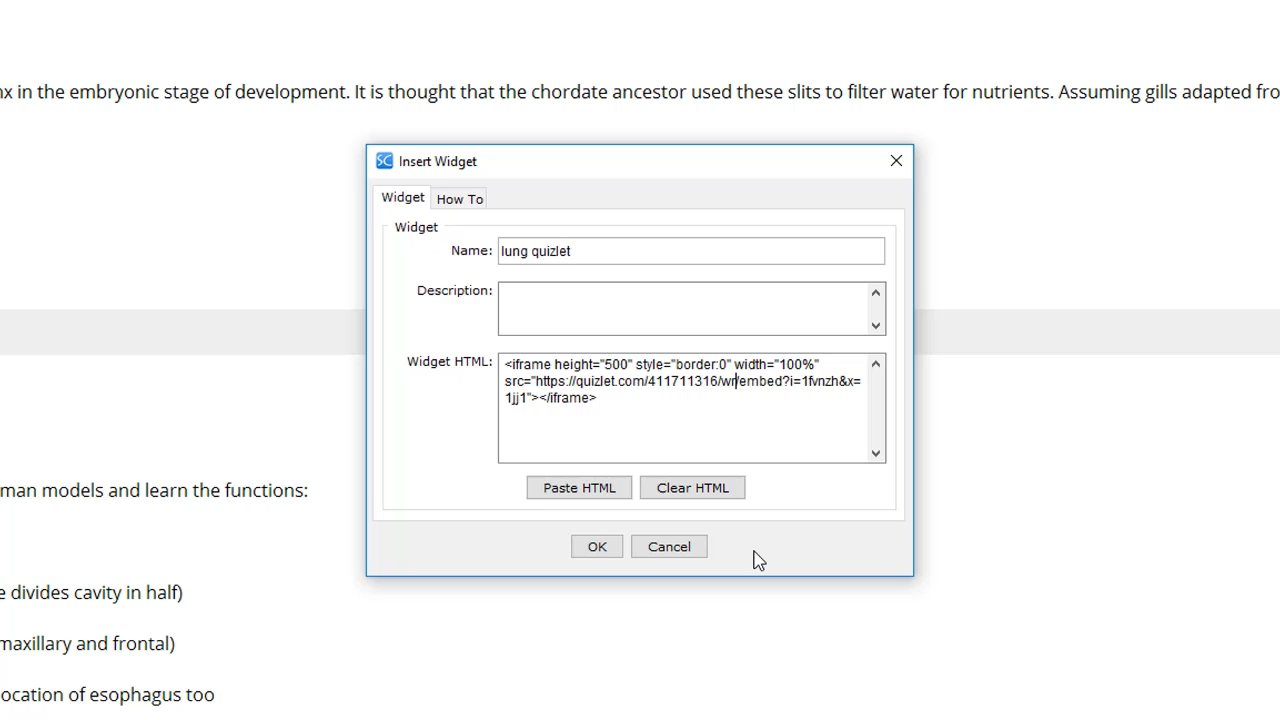 nx in the embryonic stage of development. It is thought that the chordate ancestor used these slits to filter water for nutrients. Assuming gills adapted fro
SC Insert Widget
Widget How To
Widget
Name: lung quizlet
Description:
Widget HTML: <iframe height="500" style="border:0" width="100%"
src="https://quizlet.com/411711316/wr/embed?i=1fvnzh&x=
1jj1"></iframe>
Paste HTML Clear HTML
man models and learn the functions:
OK Cancel
e divides cavity in half)
maxillary and frontal)
ocation of esophagus too